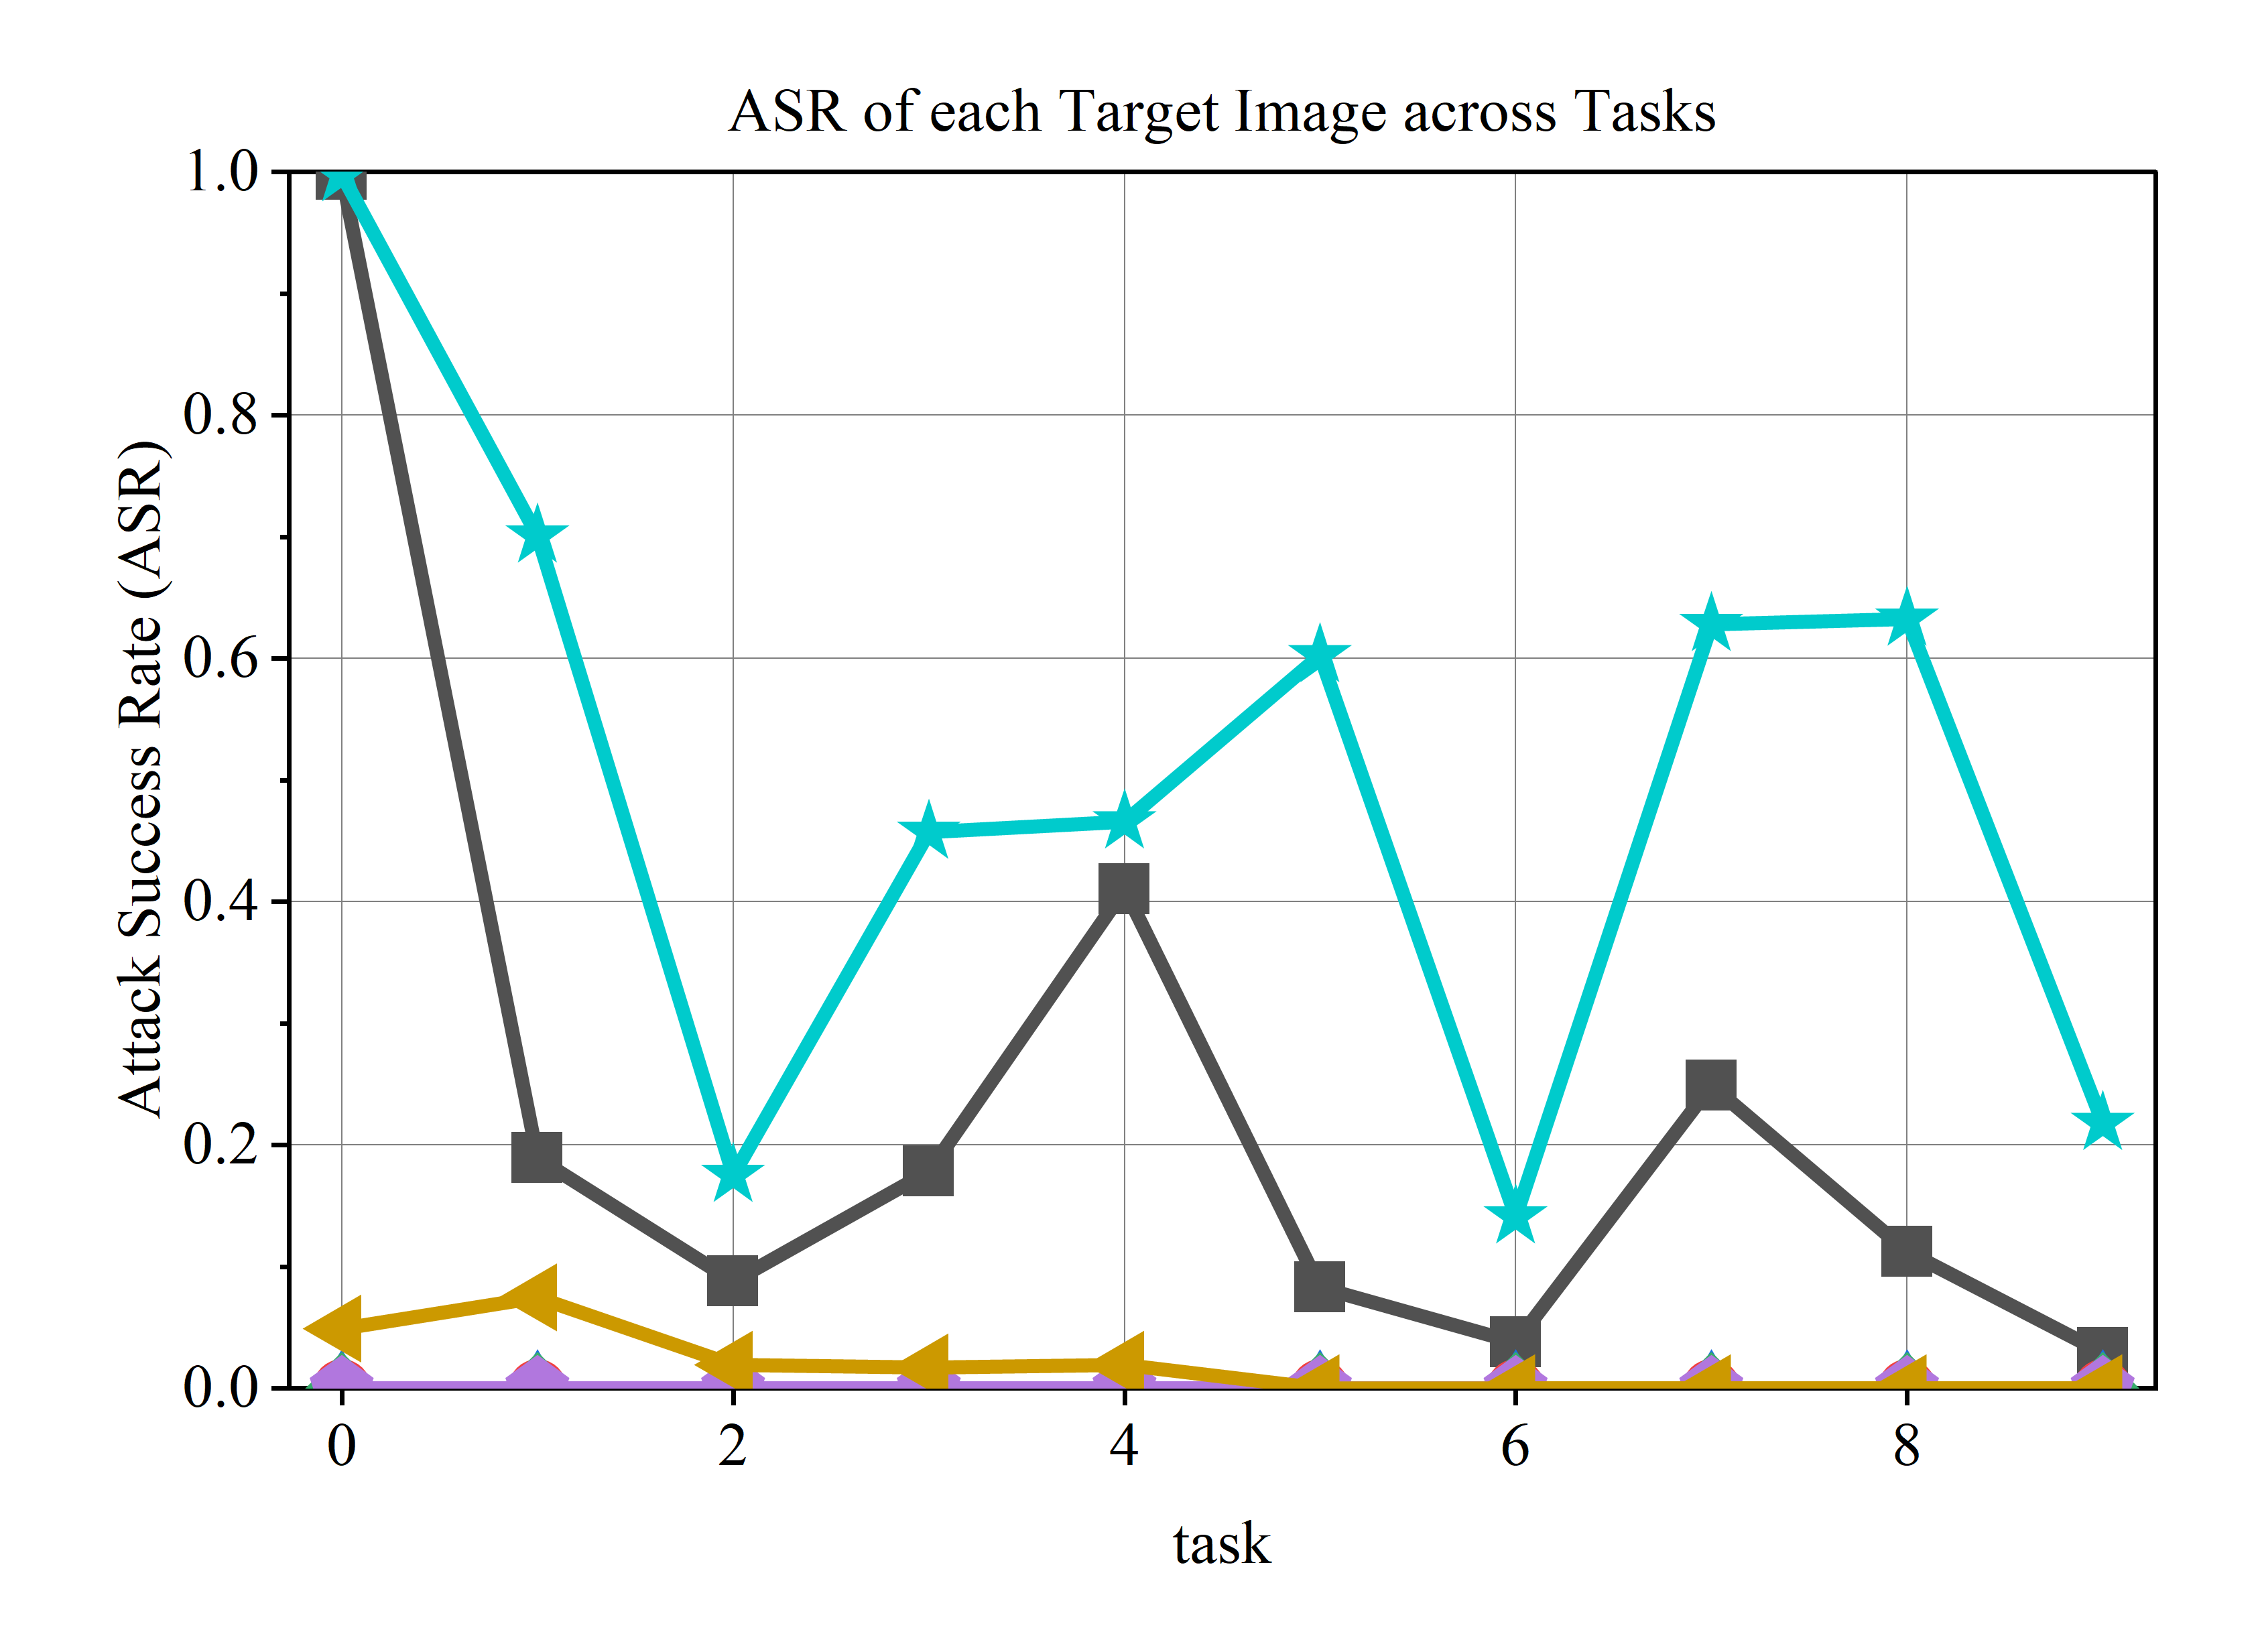 ASR of each Target Image across Tasks
1.0
0.8
0.6
0.4
0.2
0.0
Attack Success Rate (ASR)
0 2 4 6 8
task